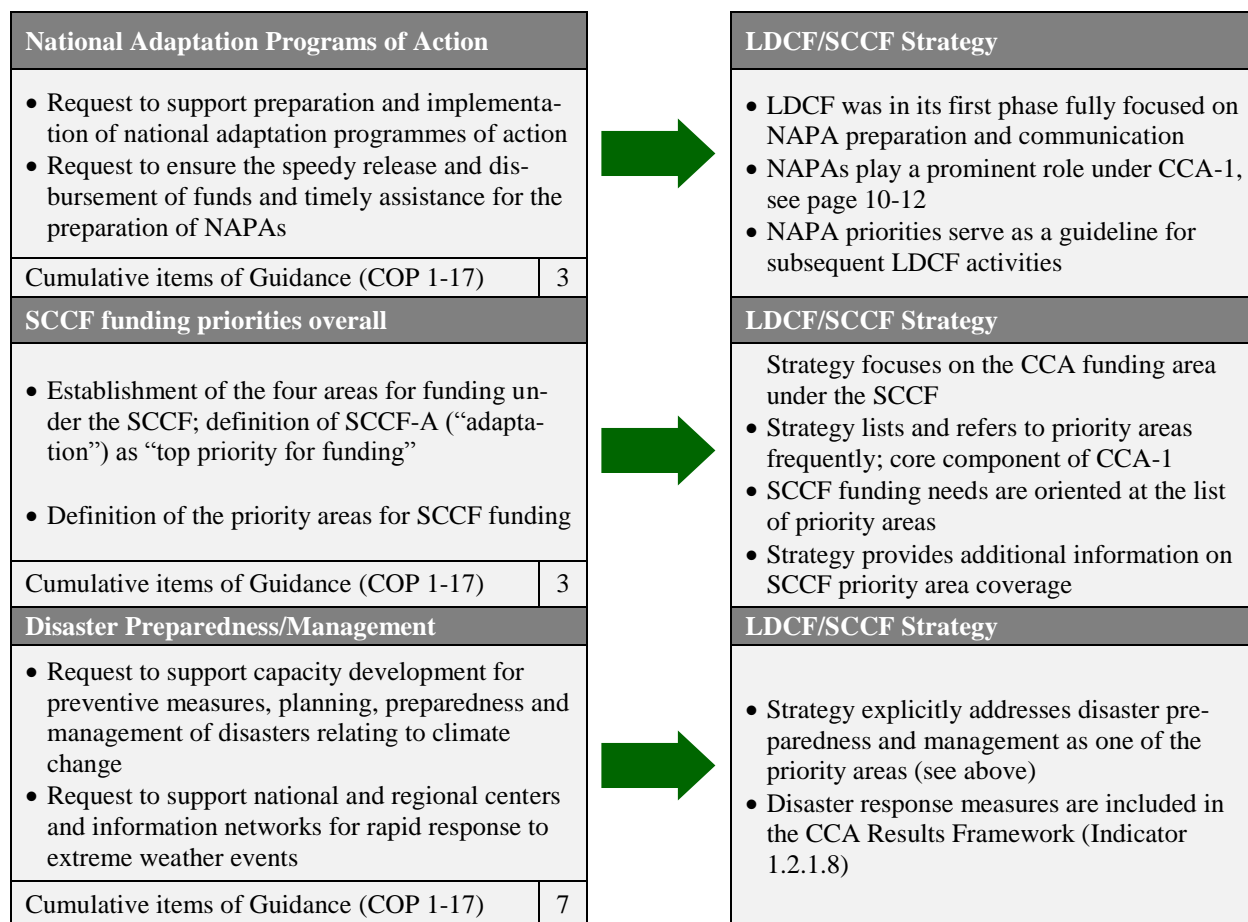 National Adaptation Programs of Action
• Request to support preparation and implementa-
tion of national adaptation programmes of action
• Request to ensure the speedy release and dis-
bursement of funds and timely assistance for the
preparation of NAPAs
Cumulative items of Guidance (COP 1-17) 3
LDCF/SCCF Strategy
• LDCF was in its first phase fully focused on
NAPA preparation and communication
• NAPAs play a prominent role under CCA-1,
see page 10-12
• NAPA priorities serve as a guideline for
subsequent LDCF activities
SCCF funding priorities overall
• Establishment of the four areas for funding un-
der the SCCF; definition of SCCF-A (“adapta-
tion”) as “top priority for funding”
• Definition of the priority areas for SCCF funding
Cumulative items of Guidance (COP 1-17) 3
LDCF/SCCF Strategy
Strategy focuses on the CCA funding area
under the SCCF
• Strategy lists and refers to priority areas
frequently; core component of CCA-1
• SCCF funding needs are oriented at the list
of priority areas
• Strategy provides additional information on
SCCF priority area coverage
Disaster Preparedness/Management
• Request to support capacity development for
preventive measures, planning, preparedness and
management of disasters relating to climate
change
• Request to support national and regional centers
and information networks for rapid response to
extreme weather events
Cumulative items of Guidance (COP 1-17) 7
LDCF/SCCF Strategy
• Strategy explicitly addresses disaster pre-
paredness and management as one of the
priority areas (see above)
• Disaster response measures are included in
the CCA Results Framework (Indicator
1.2.1.8)